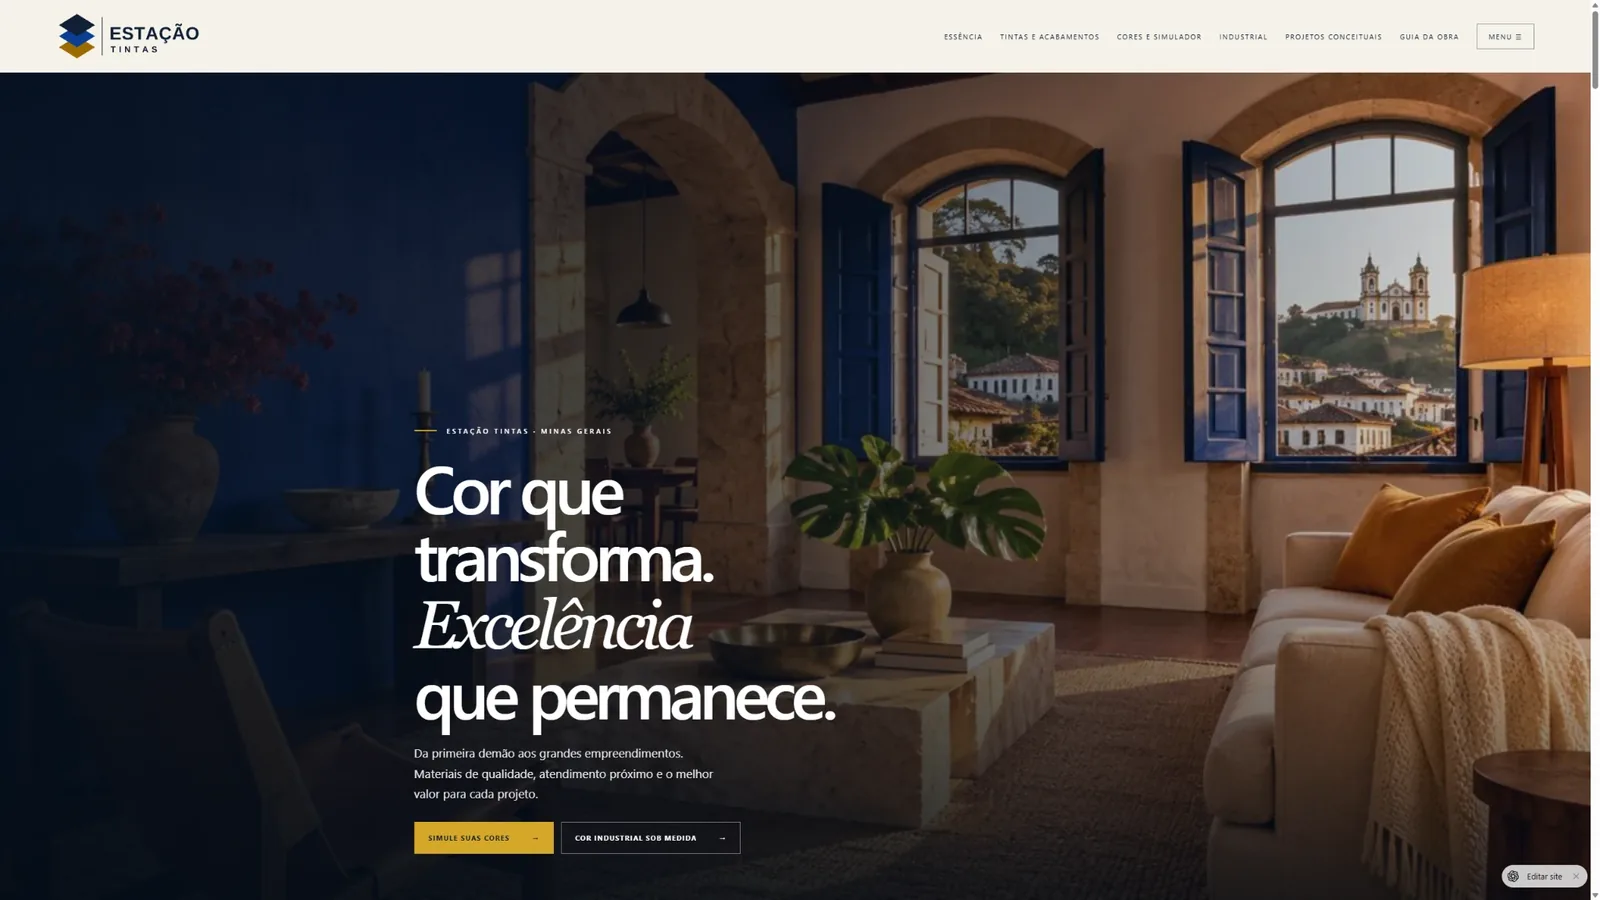 ESTAÇÃO
TINTAS
ESSÊNCIA
TINTAS E ACABAMENTOS
CORES E SIMULADOR
INDUSTRIAL
PROJETOS CONCEITUAIS
GUIA DA OBRA
MENU ☰
ESTAÇÃO TINTAS · MINAS GERAIS
Cor que
transforma.
Excelência
que permanece.
Da primeira demão aos grandes empreendimentos.
Materiais de qualidade, atendimento próximo e o melhor
valor para cada projeto.
SIMULE SUAS CORES →
COR INDUSTRIAL SOB MEDIDA →
Editar site ×